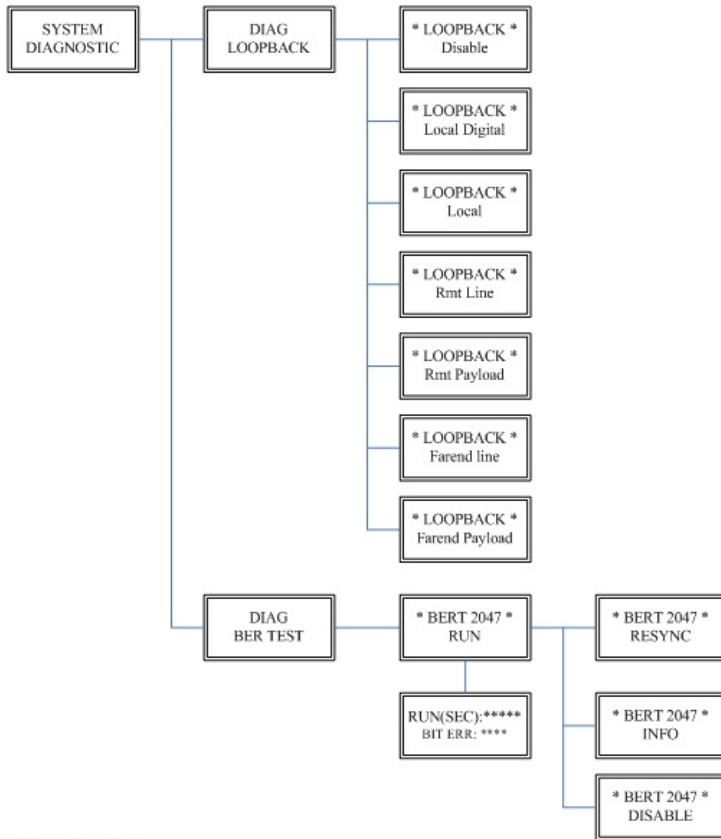 SYSTEM
DIAGNOSTIC
DIAG
LOOPBACK
* LOOPBACK *
Disable
* LOOPBACK *
Local Digital
* LOOPBACK *
Local
* LOOPBACK *
Rmt Line
* LOOPBACK *
Rmt Payload
* LOOPBACK *
Farend line
* LOOPBACK *
Farend Payload
DIAG
BER TEST
* BERT 2047 *
RUN
* BERT 2047 *
RESYNC
RUN(SEC):*****
BIT ERR: ****
* BERT 2047 *
INFO
* BERT 2047 *
DISABLE